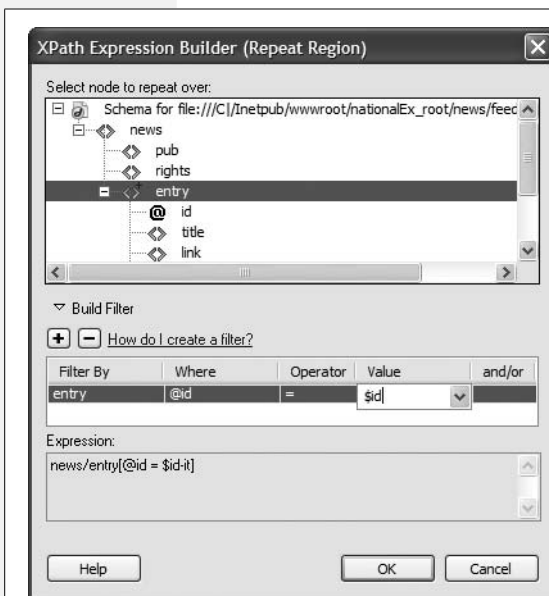 XPath Expression Builder (Repeat Region)
Select node to repeat over:
Schema for file:///C|/Inetpub/wwwroot/nationalEx_root/news/feec
news
pub
rights
entry
@ id
title
link
Build Filter
How do I create a filter?
Filter By Where Operator Value and/or
entry @id = $id
Expression:
news/entry[@id = $id-it]
Help OK Cancel